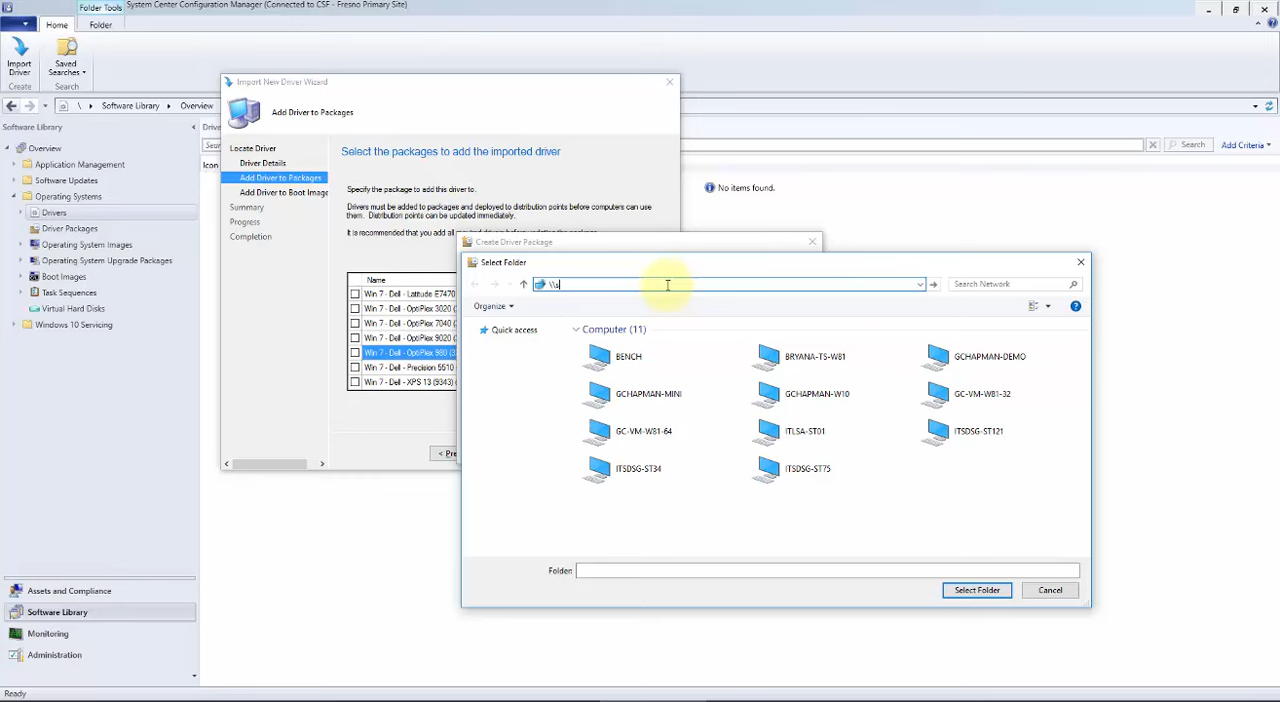 Folder Tools
System Center Configuration Manager (Connected to CSF - Fresno Primary Site)
Home
Folder
Import
Driver
Saved
Searches
Create
Search
\ Software Library Overview
Software Library
Overview
Application Management
Software Updates
Operating Systems
Drivers
Driver Packages
Operating System Images
Operating System Upgrade Packages
Boot Images
Task Sequences
Virtual Hard Disks
Windows 10 Servicing
Assets and Compliance
Software Library
Monitoring
Administration
Ready
Icon
Search
Add Criteria
No items found.
Import New Driver Wizard
Add Driver to Packages
Locate Driver
Driver Details
Add Driver to Packages
Add Driver to Boot Image
Summary
Progress
Completion
Select the packages to add the imported driver
Specify the package to add this driver to.
Drivers must be added to packages and deployed to distribution points before computers can use
them. Distribution points can be updated immediately.
Name
Win 7 - Dell - Latitude E7470
Win 7 - Dell - OptiPlex 3020
Win 7 - Dell - OptiPlex 7040
Win 7 - Dell - OptiPlex 9020
Win 7 - Dell - OptiPlex 980 (3
Win 7 - Dell - Precision 5510
Win 7 - Dell - XPS 13 (9343)
< Pre
Create Driver Package
Select Folder
\\s
Search Network
Organize
Quick access
Computer (11)
BENCH
BRYANA-TS-W81
GCHAPMAN-DEMO
GCHAPMAN-MINI
GCHAPMAN-W10
GC-VM-W81-32
GC-VM-W81-64
ITLSA-ST01
ITSDSG-ST121
ITSDSG-ST34
ITSDSG-ST75
Folder:
Select Folder
Cancel